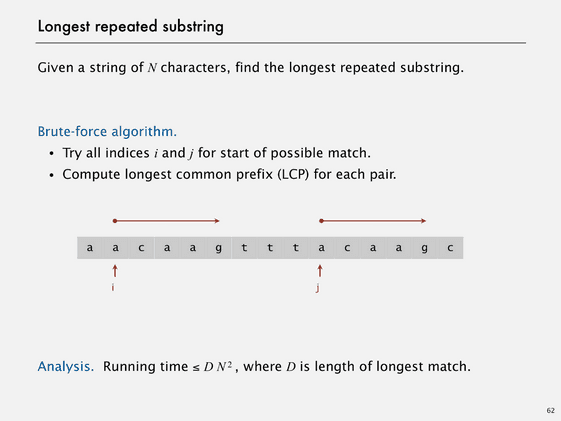 Longest repeated substring
Given a string of N characters, find the longest repeated substring.
Brute-force algorithm.
• Try all indices i and j for start of possible match.
• Compute longest common prefix (LCP) for each pair.
a a c a a g t t t a c a a g c
i j
Analysis. Running time ≤ D N², where D is length of longest match.
62